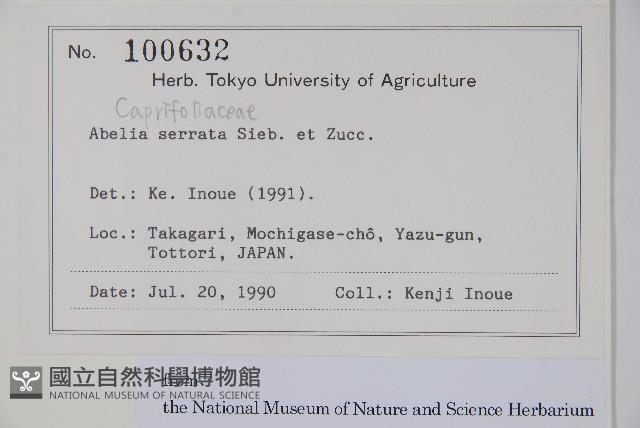 No. 100632
Herb. Tokyo University of Agriculture
Caprifoliaceae
Abelia serrata Sieb. et Zucc.
Det.: Ke. Inoue (1991).
Loc.: Takagari, Mochigase-chô, Yazu-gun,
Tottori, JAPAN.
Date: Jul. 20, 1990 Coll.: Kenji Inoue
國立自然科學博物館
NATIONAL MUSEUM OF NATURAL SCIENCE
from
the National Museum of Nature and Science Herbarium